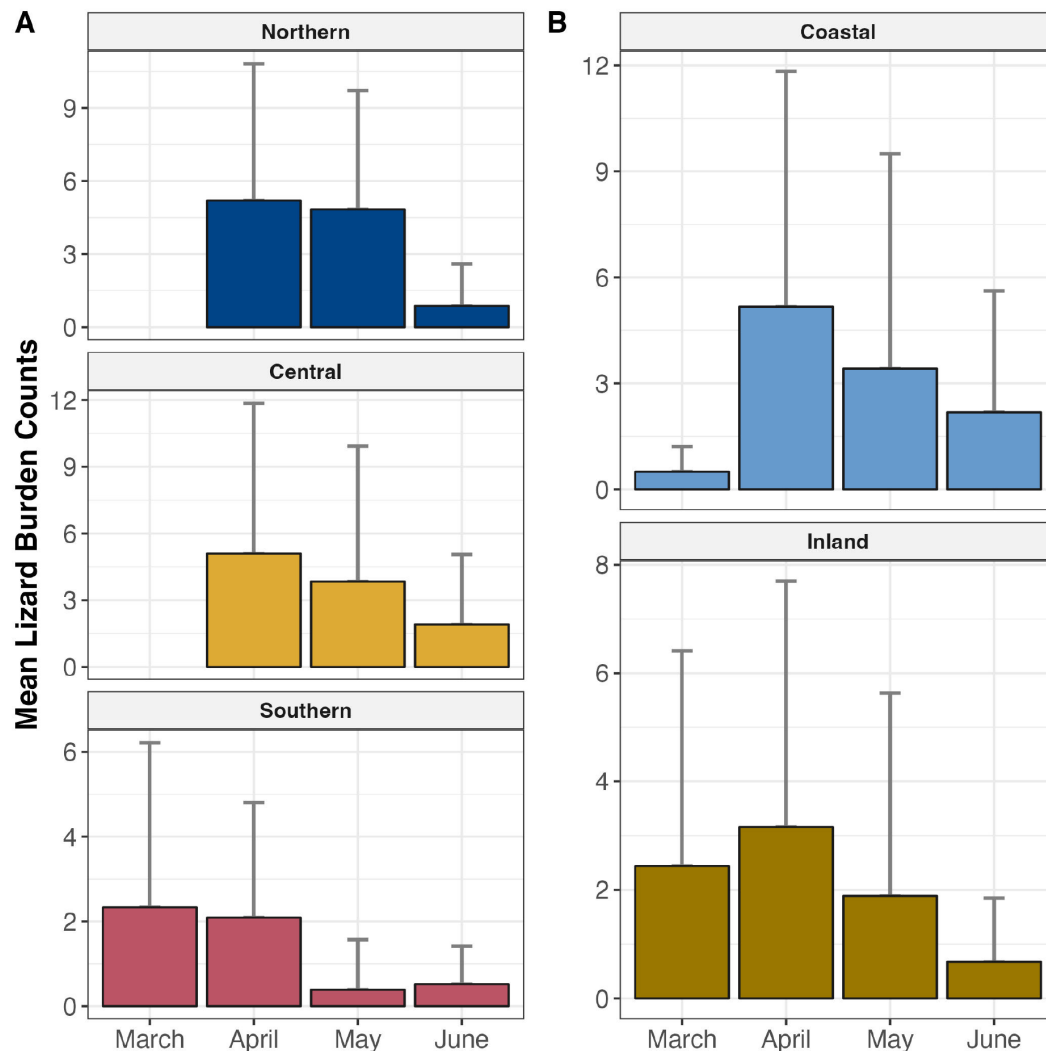 A
Northern
9
6
3
0
Central
12
9
6
3
0
Southern
6
4
2
0
March April May June
Mean Lizard Burden Counts
B
Coastal
12
9
6
3
0
Inland
8
6
4
2
0
March April May June